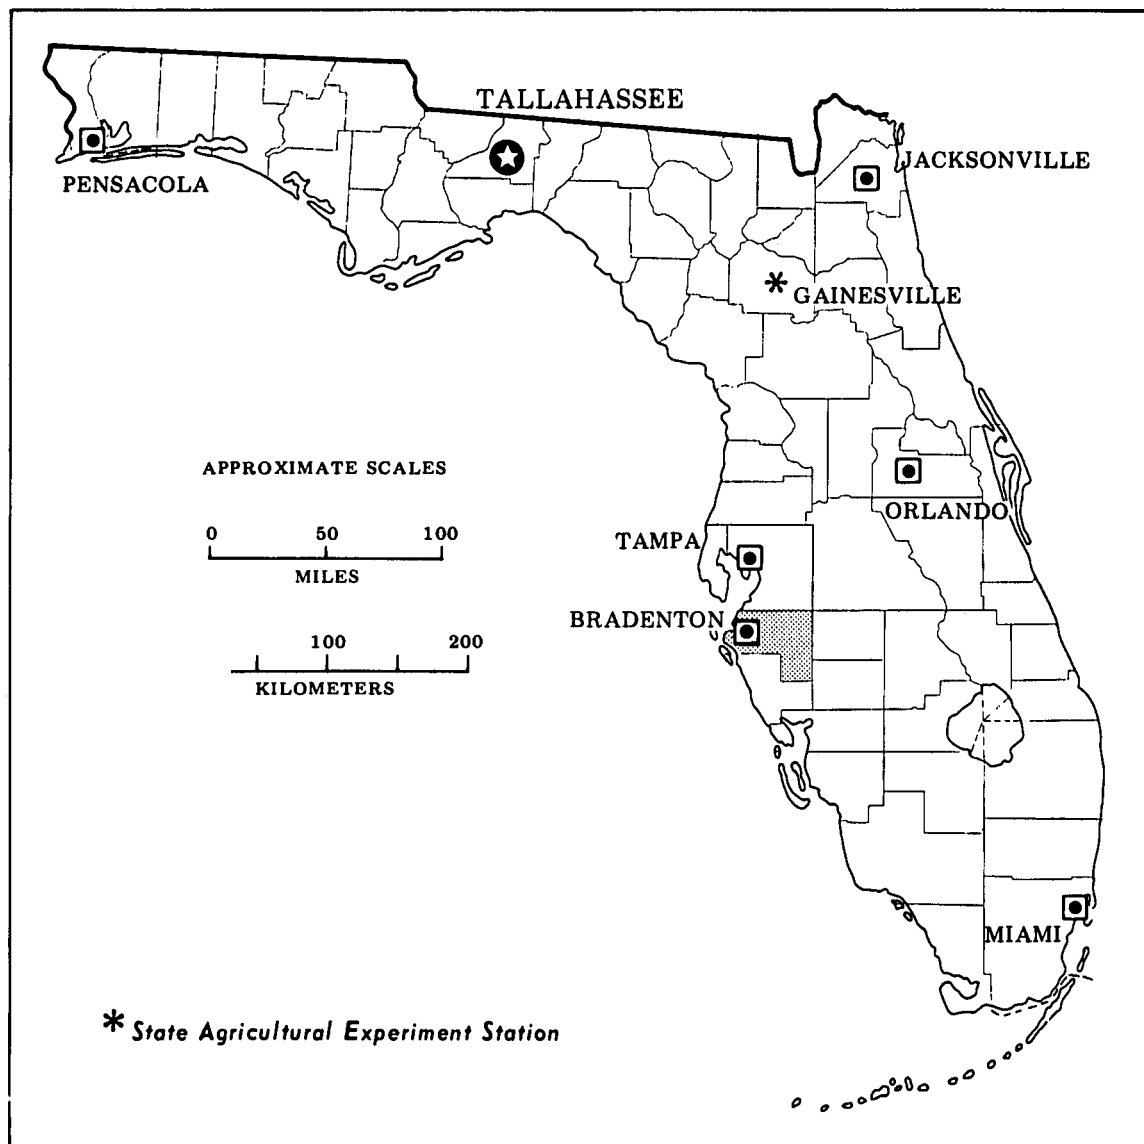 TALLAHASSEE
JACKSONVILLE
PENSACOLA
GAINESVILLE
APPROXIMATE SCALES
ORLANDO
0 50 100
TAMPA
MILES
BRADENTON
100 200
KILOMETERS
MIAMI
* State Agricultural Experiment Station